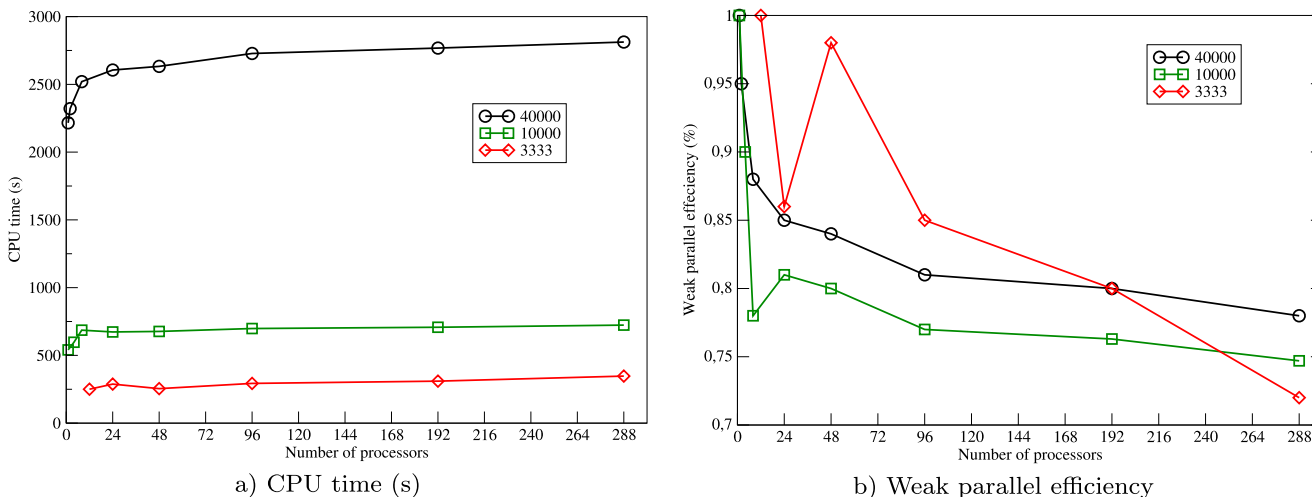 3000
2500
2000
1500
1000
500
0
CPU time (s)
40000
10000
3333
0 24 48 72 96 120 144 168 192 216 240 264 288
Number of processors
a) CPU time (s)
1
0,95
0,9
0,85
0,8
0,75
0,7
Weak parallel effeciency (%)
40000
10000
3333
0 24 48 72 96 120 144 168 192 216 240 264 288
Number of processors
b) Weak parallel efficiency